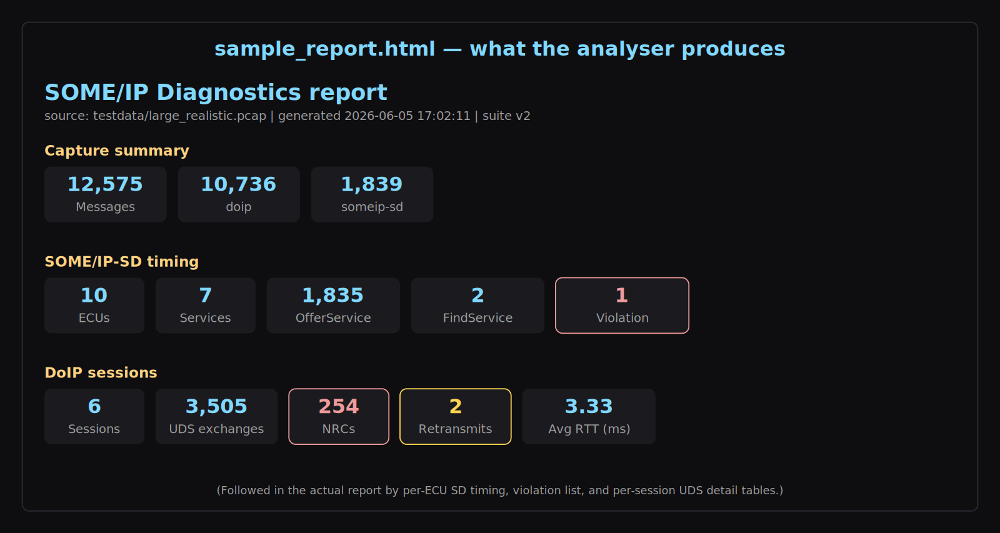 sample_report.html — what the analyser produces
SOME/IP Diagnostics report
source: testdata/large_realistic.pcap | generated 2026-06-05 17:02:11 | suite v2
Capture summary
12,575 10,736 1,839
Messages doip someip-sd
SOME/IP-SD timing
10 7 1,835 2 1
ECUs Services OfferService FindService Violation
DoIP sessions
6 3,505 254 2 3.33
Sessions UDS exchanges NRCs Retransmits Avg RTT (ms)
(Followed in the actual report by per-ECU SD timing, violation list, and per-session UDS detail tables.)